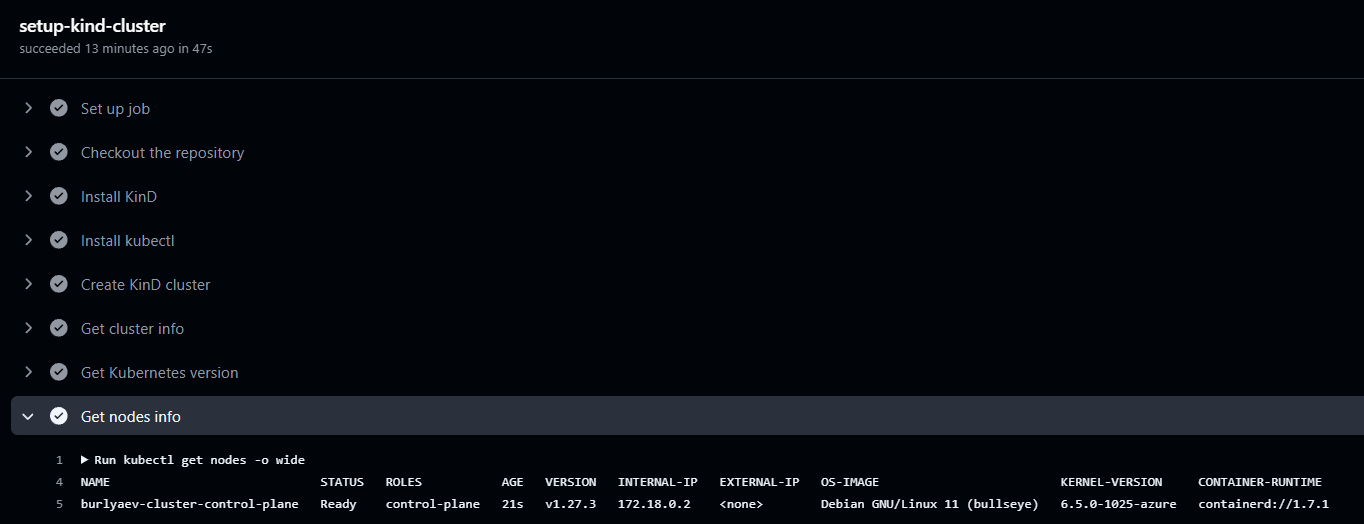 setup-kind-cluster
succeeded 13 minutes ago in 47s
Set up job
Checkout the repository
Install KinD
Install kubectl
Create KinD cluster
Get cluster info
Get Kubernetes version
Get nodes info
1 Run kubectl get nodes -o wide
4 NAME STATUS ROLES AGE VERSION INTERNAL-IP EXTERNAL-IP OS-IMAGE KERNEL-VERSION CONTAINER-RUNTIME
5 burlyaev-cluster-control-plane Ready control-plane 21s v1.27.3 172.18.0.2 <none> Debian GNU/Linux 11 (bullseye) 6.5.0-1025-azure containerd://1.7.1